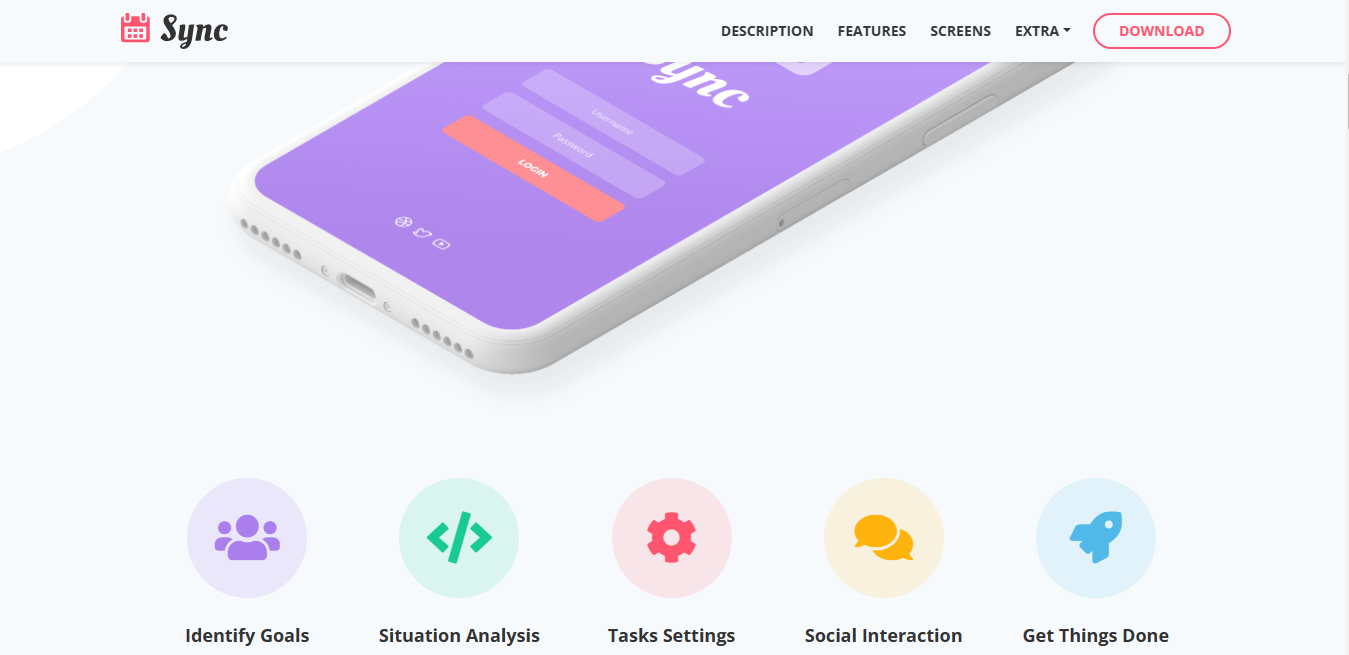 Sync
DESCRIPTION FEATURES SCREENS EXTRA DOWNLOAD
Sync
Username
Password
LOGIN
Identify Goals Situation Analysis Tasks Settings Social Interaction Get Things Done